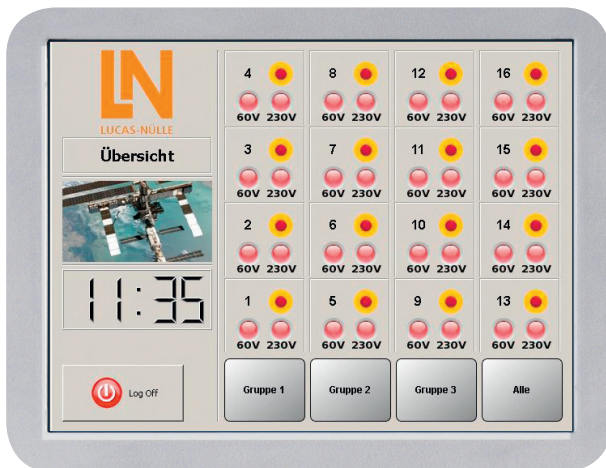 LN
LUCAS-NÜLLE
Übersicht
11:35
Log Off
4
60V 230V
8
60V 230V
12
60V 230V
16
60V 230V
3
60V 230V
7
60V 230V
11
60V 230V
15
60V 230V
2
60V 230V
6
60V 230V
10
60V 230V
14
60V 230V
1
60V 230V
5
60V 230V
9
60V 230V
13
60V 230V
Gruppe 1
Gruppe 2
Gruppe 3
Alle